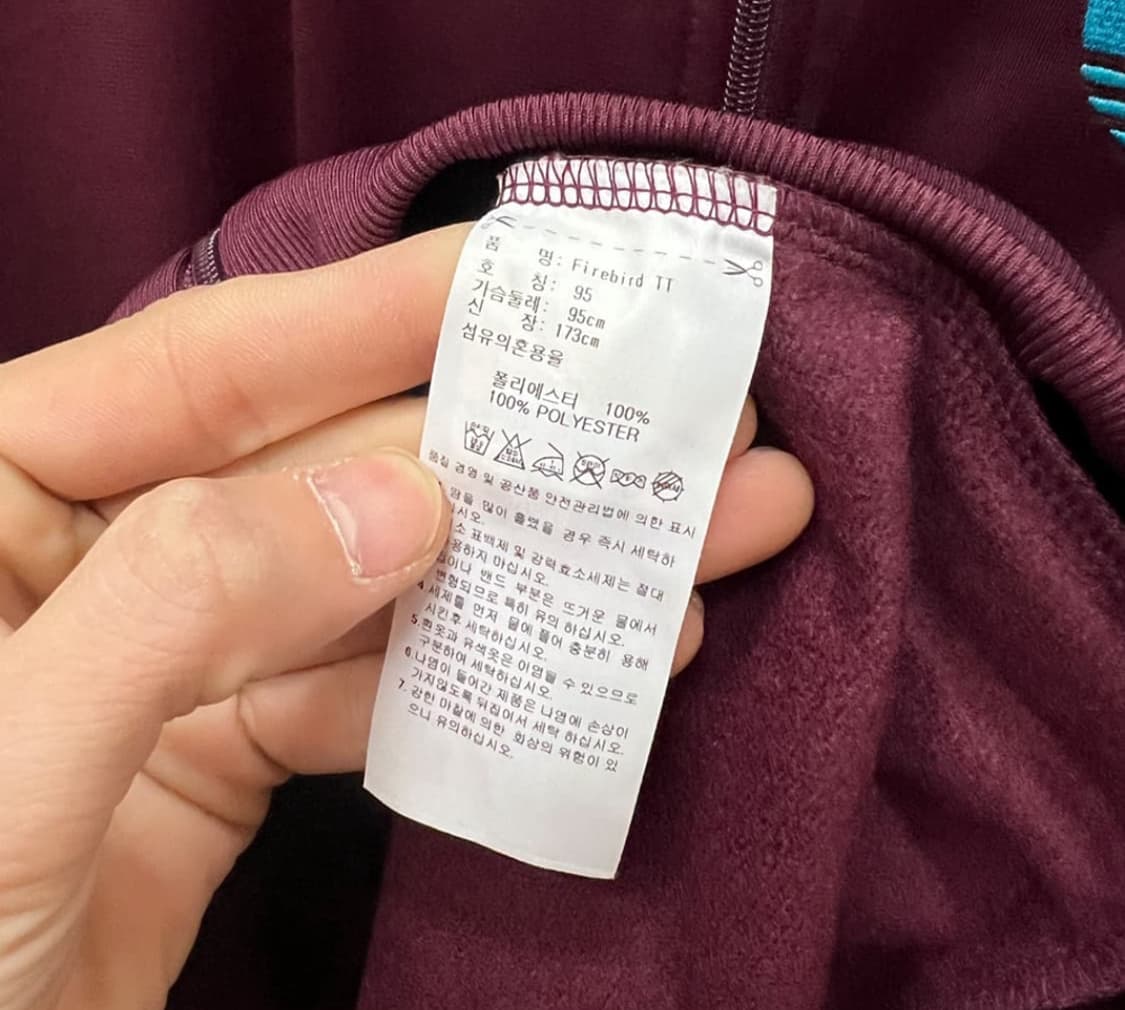 품 명: Firebird TT
호 칭: 95
가슴둘레: 95cm
신 장: 173cm
섬유의혼용율
폴리에스터 100%
100% POLYESTER
품질 경영 및 공산품 안전관리법에 의한 표시
땀을 많이 흘렸을 경우 즉시 세탁하
시오.
소 표백제 및 강력효소세제는 절대
용하지 마십시오.
이나 밴드 부분은 뜨거운 물에서
변형되므로 특히 유의 하십시오.
4 세제를 먼저 물에 풀어 충분히 용해
시킨후 세탁하십시오.
5.흰옷과 유색옷은 이염될 수 있으므로
구분하여 세탁하십시오.
6.나염이 들어간 제품은 나염에 손상이
가지않도록 뒤집어서 세탁 하십시오.
7.강한 마찰에 의한 화상의 위험이 있
으니 유의하십시오.